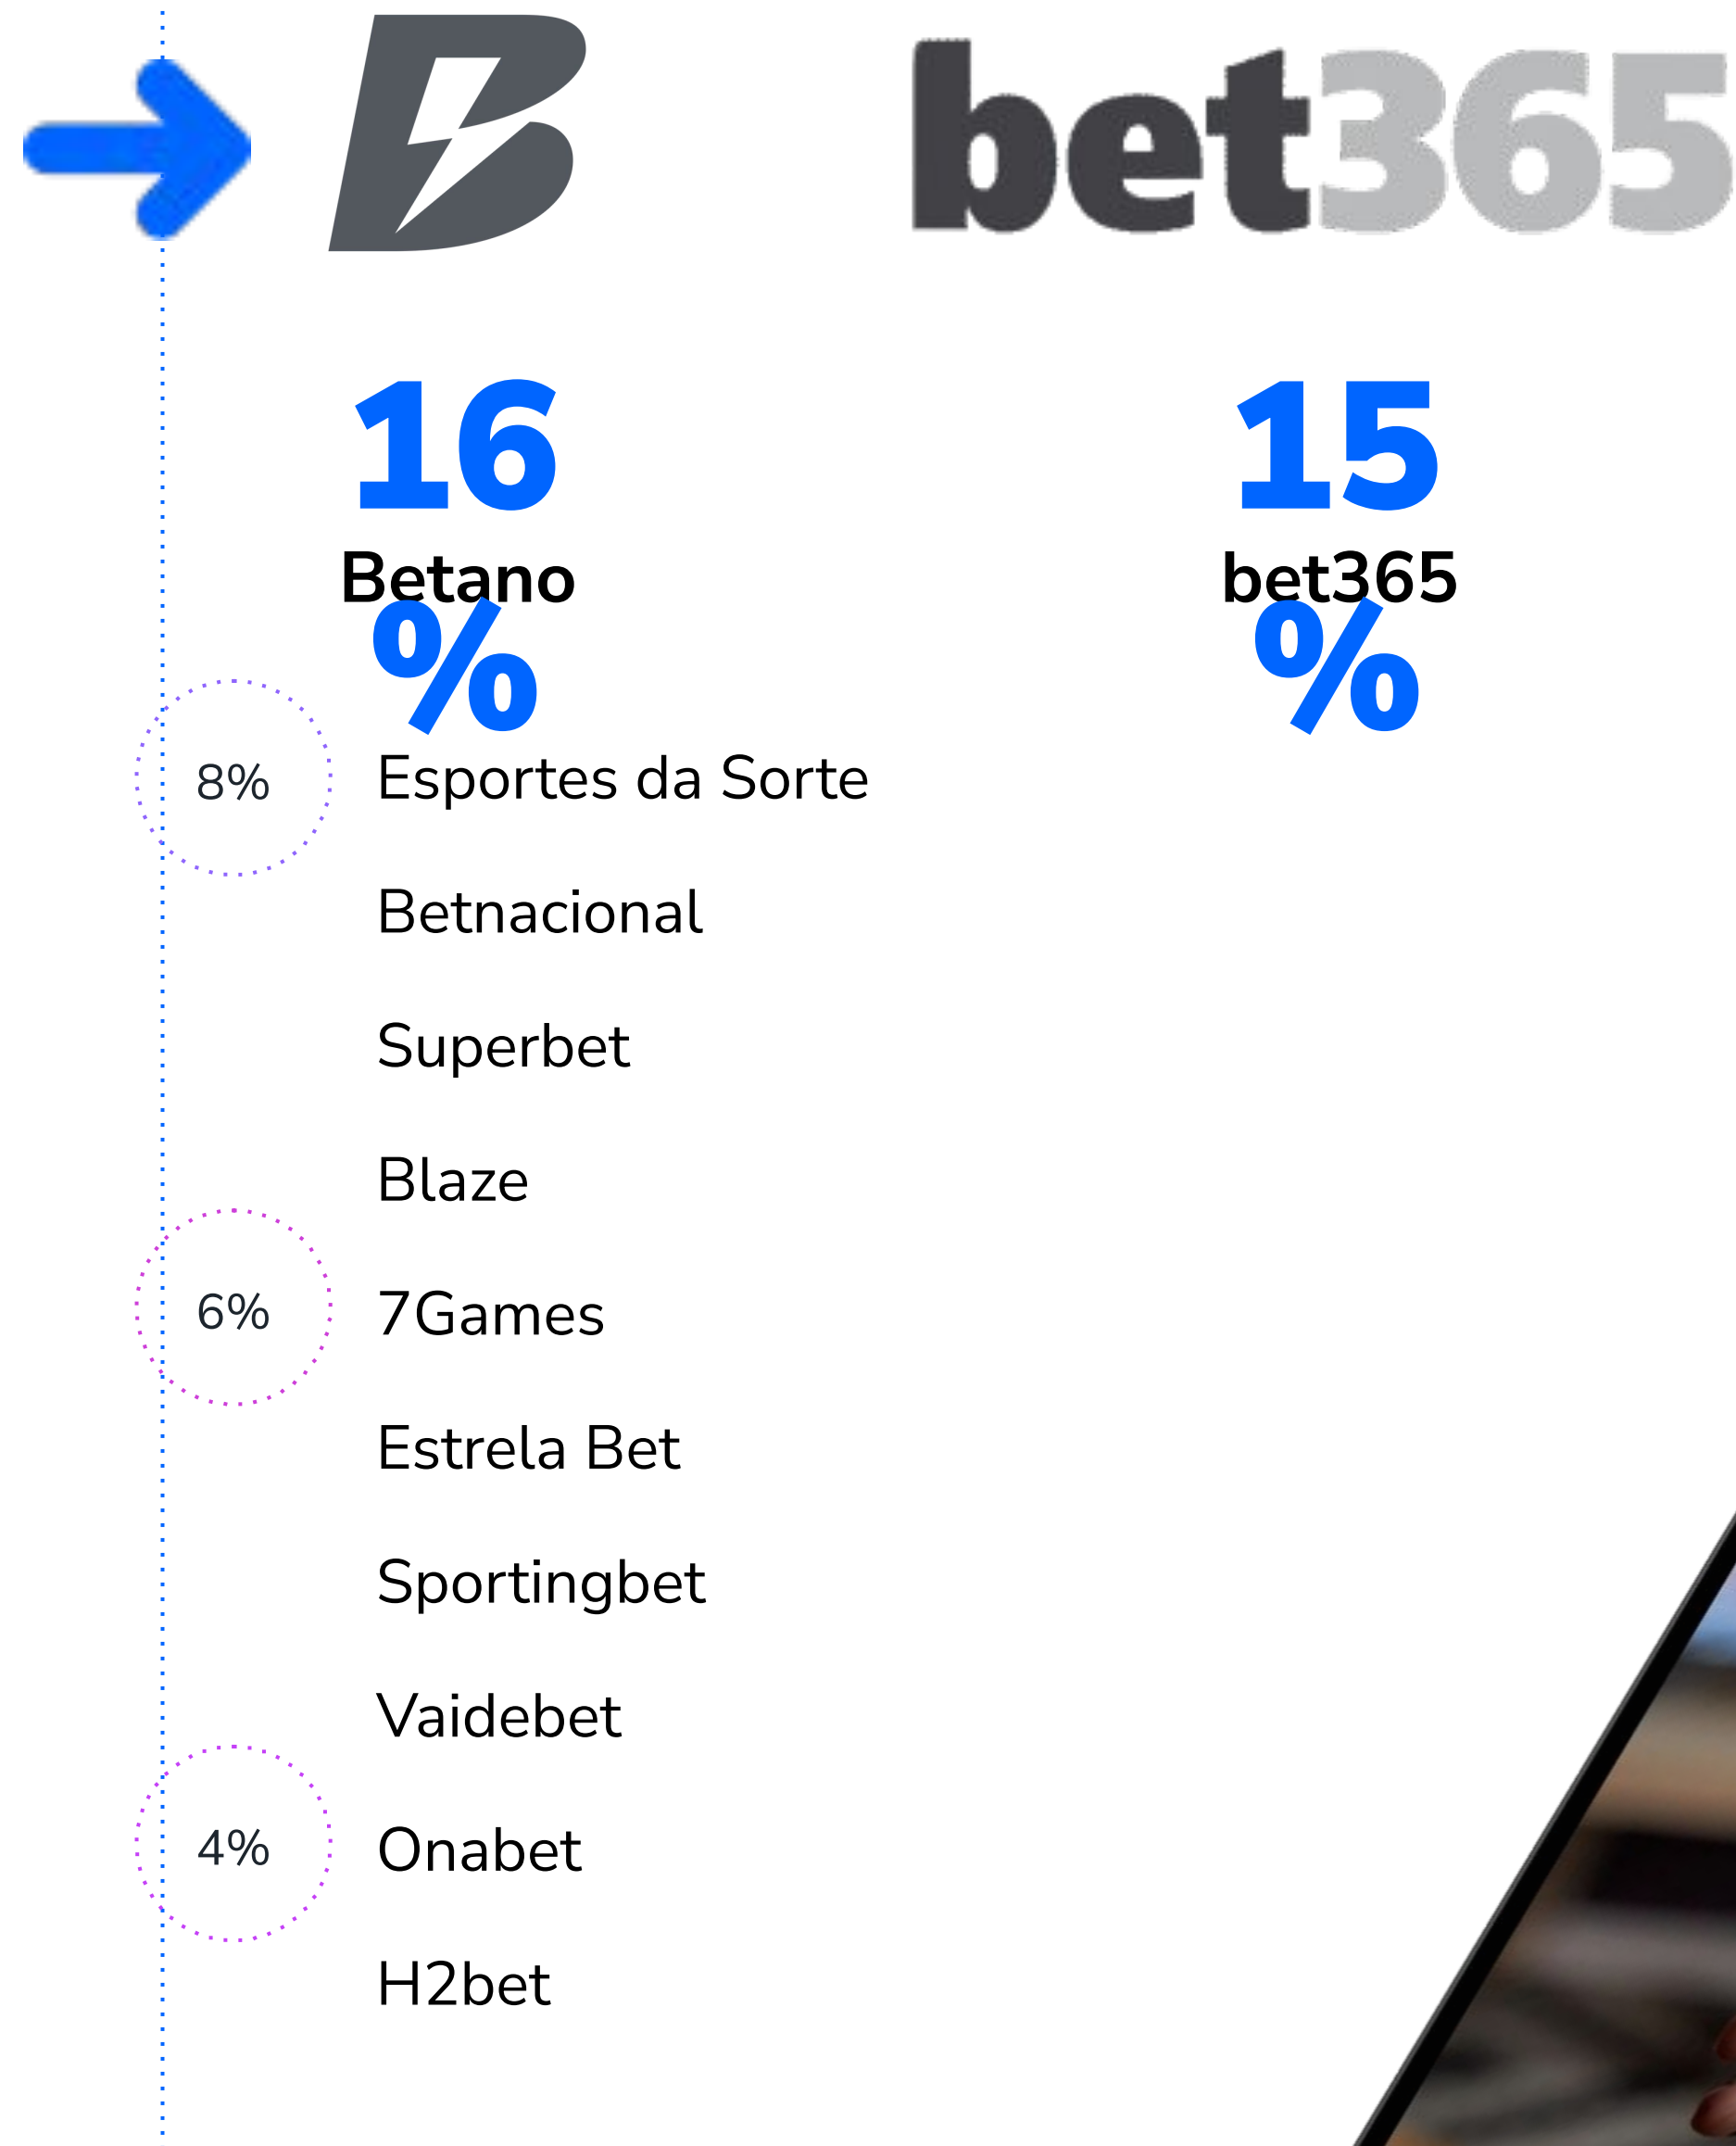 bet365
16
%
Betano
15
%
bet365
8%
Esportes da Sorte
Betnacional
Superbet
Blaze
6%
7Games
Estrela Bet
Sportingbet
Vaidebet
4%
Onabet
H2bet